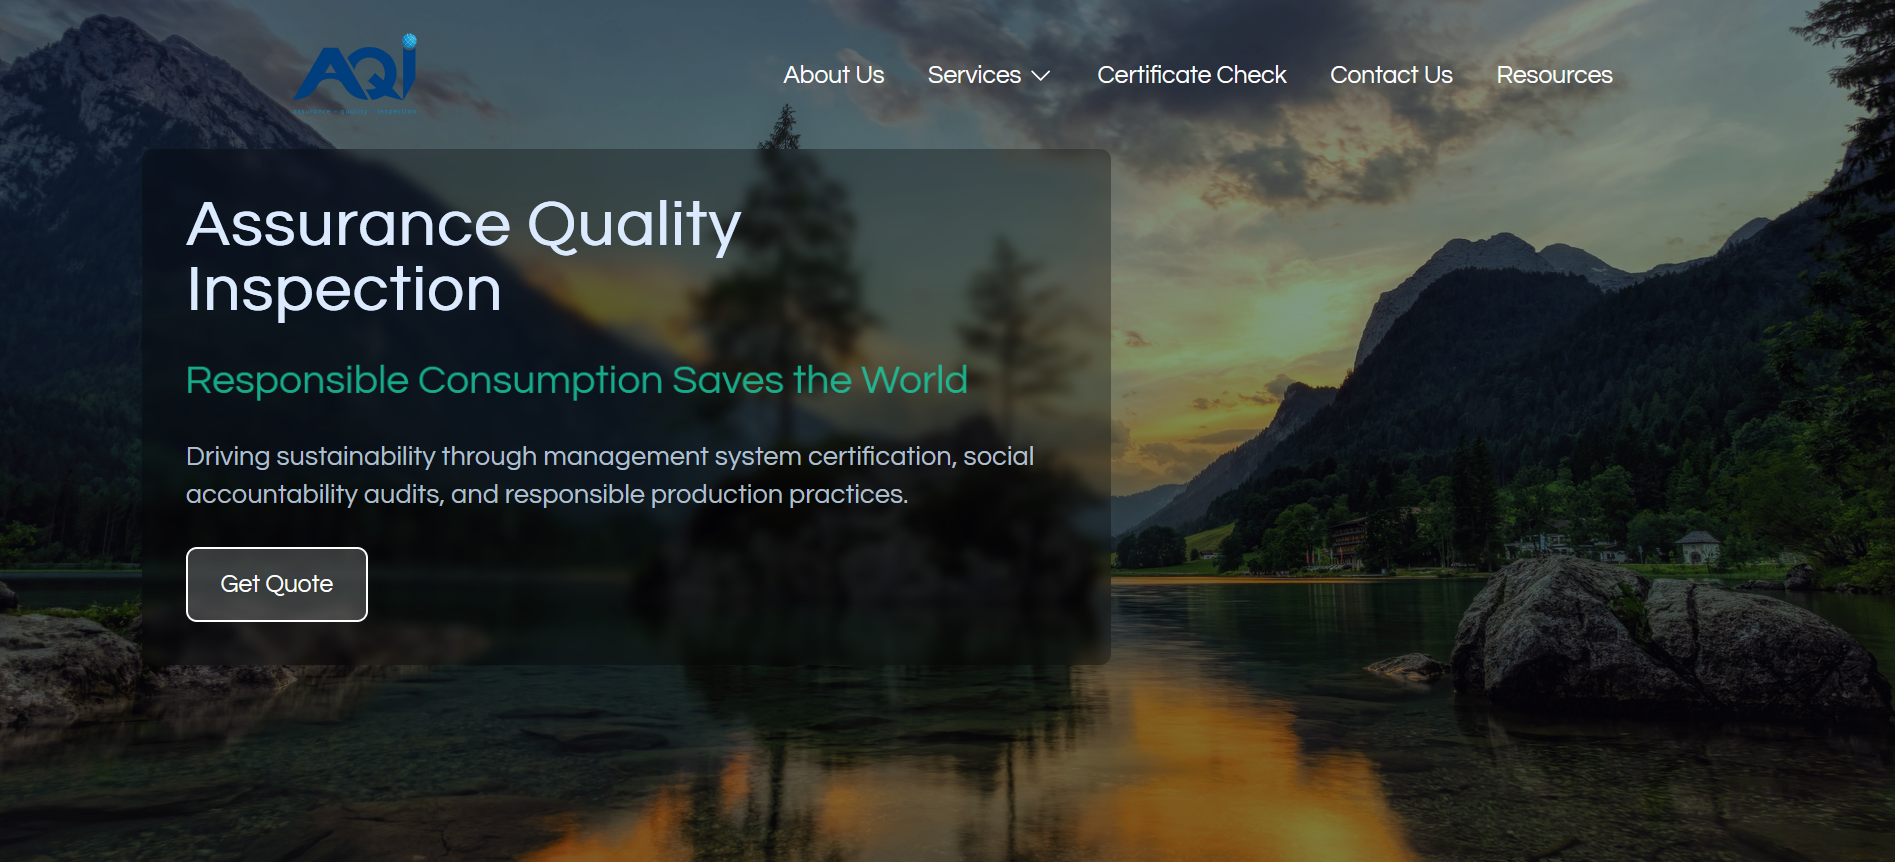 AQI
About Us
Services
Certificate Check
Contact Us
Resources
Assurance Quality
Inspection
Responsible Consumption Saves the World
Driving sustainability through management system certification, social
accountability audits, and responsible production practices.
Get Quote